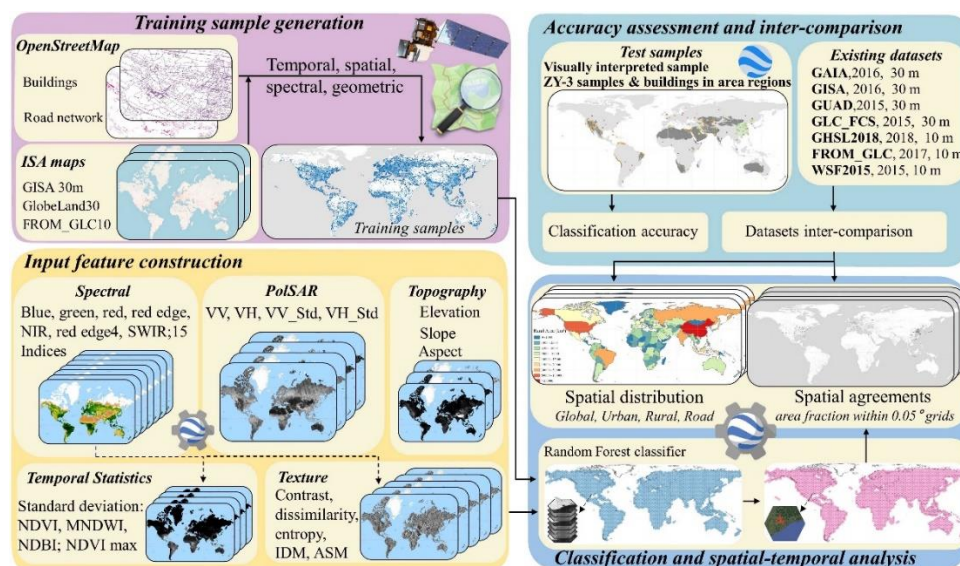 Training sample generation
OpenStreetMap
Buildings
Road network
Temporal, spatial,
spectral, geometric
ISA maps
GISA 30m
GlobeLand30
FROM_GLC10
Training samples
Input feature construction
Spectral
Blue, green, red, red edge,
NIR, red edge4, SWIR;15
Indices
PolSAR
VV, VH, VV_Std, VH_Std
Topography
Elevation
Slope
Aspect
Temporal Statistics
Standard deviation:
NDVI, MNDWI,
NDBI; NDVI max
Texture
Contrast,
dissimilarity,
entropy,
IDM, ASM
Accuracy assessment and inter-comparison
Test samples
Visually interpreted sample
ZY-3 samples & buildings in area regions
Existing datasets
GAIA,2016, 30 m
GISA, 2016, 30 m
GUAD,2015, 30 m
GLC_FCS, 2015, 30 m
GHSL2018, 2018, 10 m
FROM_GLC, 2017, 10 m
WSF2015, 2015, 10 m
Classification accuracy
Datasets inter-comparison
Spatial distribution
Global, Urban, Rural, Road
Spatial agreements
area fraction within 0.05° grids
Random Forest classifier
Classification and spatial-temporal analysis